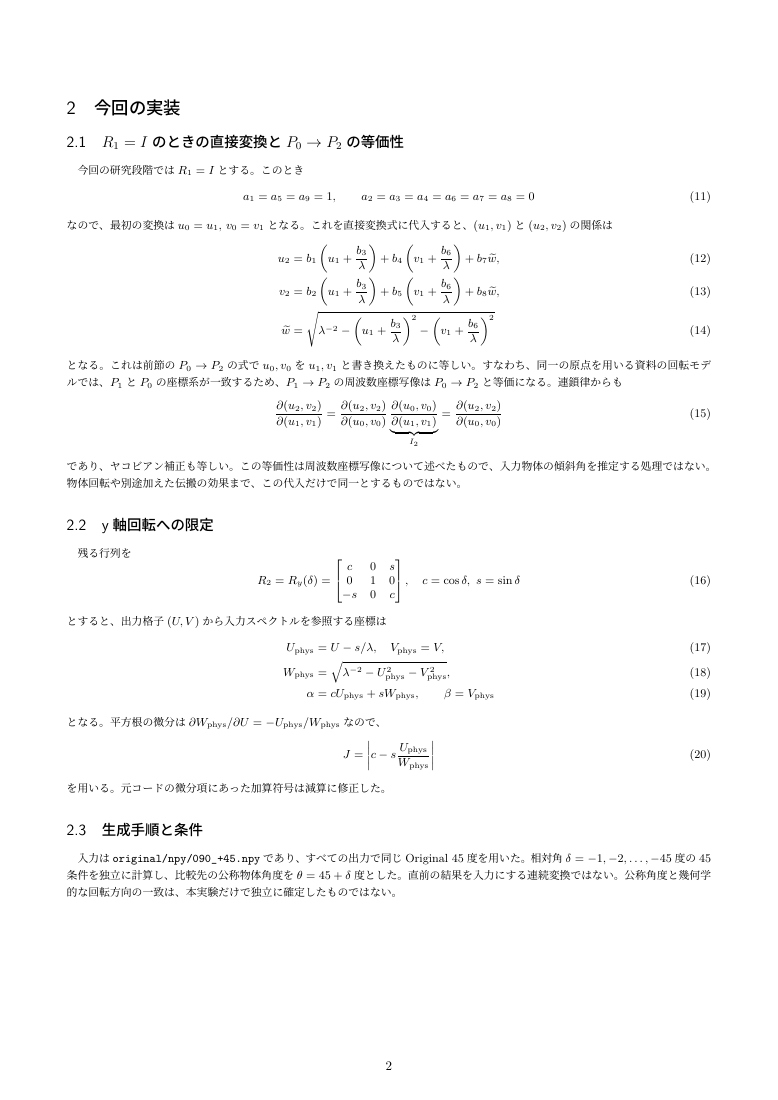 2 今回の実装
2.1 R₁ = I のときの直接変換と P₀ → P₂ の等価性
今回の研究段階では R₁ = I とする。このとき
a₁ = a₅ = a₉ = 1, a₂ = a₃ = a₄ = a₆ = a₇ = a₈ = 0 (11)
なので、最初の変換は u₀ = u₁, v₀ = v₁ となる。これを直接変換式に代入すると、(u₁, v₁) と (u₂, v₂) の関係は
u₂ = b₁ (u₁ + b₃/λ) + b₄ (v₁ + b₆/λ) + b₇w̃, (12)
v₂ = b₂ (u₁ + b₃/λ) + b₅ (v₁ + b₆/λ) + b₈w̃, (13)
w̃ = √(λ⁻² − (u₁ + b₃/λ)² − (v₁ + b₆/λ)²) (14)
となる。これは前節の P₀ → P₂ の式で u₀, v₀ を u₁, v₁ と書き換えたものに等しい。すなわち、同一の原点を用いる資料の回転モデ
ルでは、P₁ と P₀ の座標系が一致するため、P₁ → P₂ の周波数座標写像は P₀ → P₂ と等価になる。連鎖律からも
∂(u₂, v₂)/∂(u₁, v₁) = ∂(u₂, v₂)/∂(u₀, v₀) ∂(u₀, v₀)/∂(u₁, v₁) = ∂(u₂, v₂)/∂(u₀, v₀) (15)
I₂
であり、ヤコビアン補正も等しい。この等価性は周波数座標写像について述べたもので、入力物体の傾斜角を推定する処理ではない。
物体回転や別途加えた伝搬の効果まで、この代入だけで同一とするものではない。
2.2 y 軸回転への限定
残る行列を
R₂ = R_y(δ) = [c 0 s; 0 1 0; −s 0 c], c = cos δ, s = sin δ (16)
とすると、出力格子 (U, V) から入力スペクトルを参照する座標は
U_phys = U − s/λ, V_phys = V, (17)
W_phys = √(λ⁻² − U²_phys − V²_phys), (18)
α = cU_phys + sW_phys, β = V_phys (19)
となる。平方根の微分は ∂W_phys/∂U = −U_phys/W_phys なので、
J = |c − s U_phys/W_phys| (20)
を用いる。元コードの微分項にあった加算符号は減算に修正した。
2.3 生成手順と条件
入力は original/npy/090_+45.npy であり、すべての出力で同じ Original 45 度を用いた。相対角 δ = −1, −2, . . . , −45 度の 45
条件を独立に計算し、比較先の公称物体角度を θ = 45 + δ 度とした。直前の結果を入力にする連続変換ではない。公称角度と幾何学
的な回転方向の一致は、本実験だけで独立に確定したものではない。
2